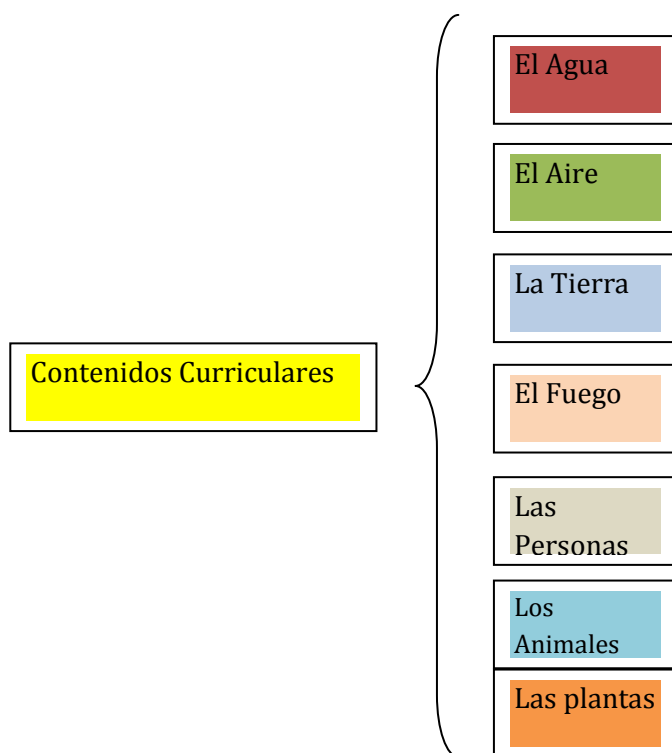 El Agua
El Aire
La Tierra
Contenidos Curriculares
El Fuego
Las
Personas
Los
Animales
Las plantas